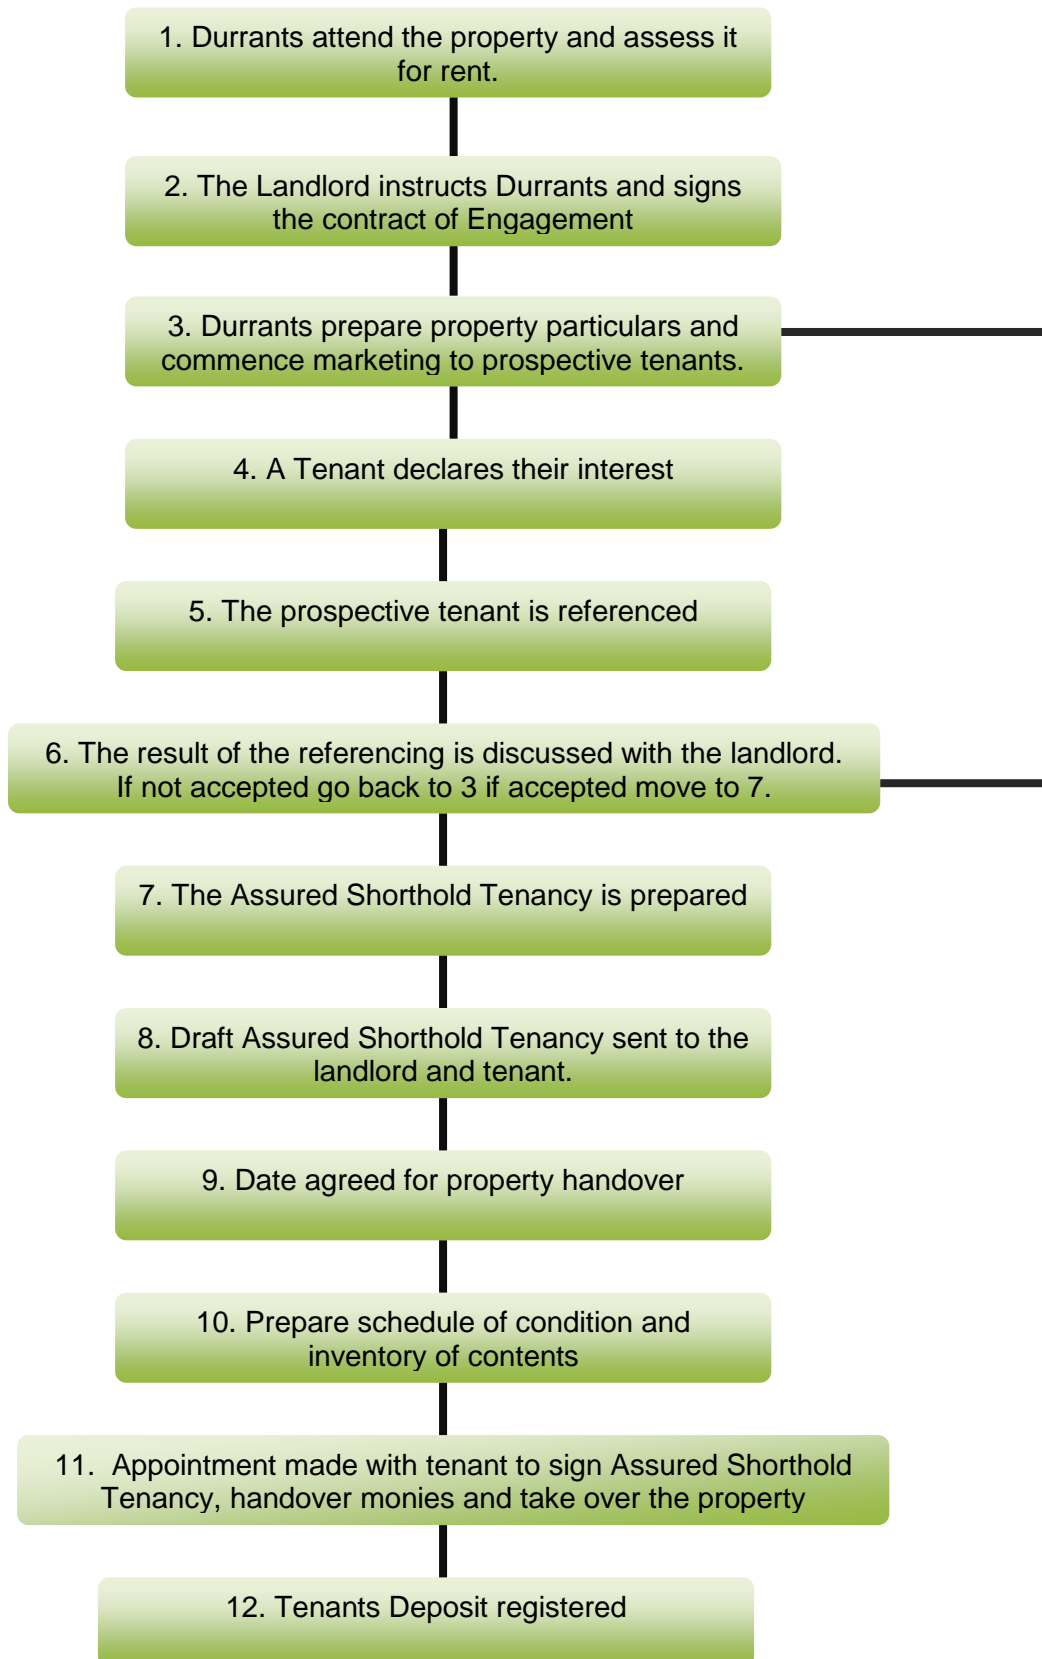 1. Durrants attend the property and assess it
for rent.
2. The Landlord instructs Durrants and signs
the contract of Engagement
3. Durrants prepare property particulars and
commence marketing to prospective tenants.
4. A Tenant declares their interest
5. The prospective tenant is referenced
6. The result of the referencing is discussed with the landlord.
If not accepted go back to 3 if accepted move to 7.
7. The Assured Shorthold Tenancy is prepared
8. Draft Assured Shorthold Tenancy sent to the
landlord and tenant.
9. Date agreed for property handover
10. Prepare schedule of condition and
inventory of contents
11. Appointment made with tenant to sign Assured Shorthold
Tenancy, handover monies and take over the property
12. Tenants Deposit registered